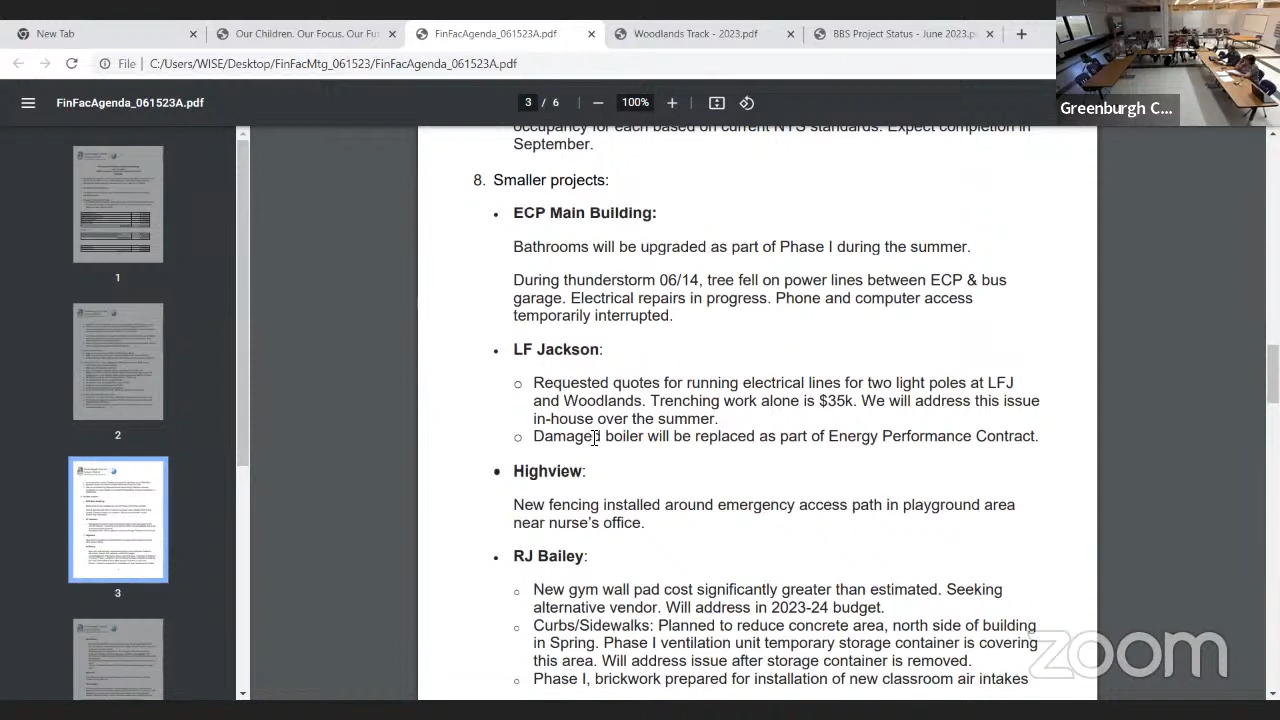 New Tab
Our Children. Our Focus. Our Fu
FinFacAgenda_061523A.pdf
Woodlands Track - 2023.pdf
BBS Project Status - June 2023.p
File
C:/Users/WISE/Desktop/FinFacMtg_061523/FinFacAgenda_061523A.pdf
FinFacAgenda_061523A.pdf
3 / 6
100%
Greenburgh C...
1
2
3
occupancy for each based on current NYS standards. Expect completion in
September.
8. Smaller projects:
• ECP Main Building:
Bathrooms will be upgraded as part of Phase I during the summer.
During thunderstorm 06/14, tree fell on power lines between ECP & bus
garage. Electrical repairs in progress. Phone and computer access
temporarily interrupted.
• LF Jackson:
○ Requested quotes for running electrical lines for two light poles at LFJ
and Woodlands. Trenching work alone is $35k. We will address this issue
in-house over the summer.
○ Damaged boiler will be replaced as part of Energy Performance Contract.
• Highview:
New fencing installed around emergency access path in playground area
near nurse's office.
• RJ Bailey:
○ New gym wall pad cost significantly greater than estimated. Seeking
alternative vendor. Will address in 2023-24 budget.
○ Curbs/Sidewalks: Planned to reduce concrete area, north side of building
in Spring. Phase I ventilation unit temporary storage container is covering
this area. Will address issue after storage container is removed.
○ Phase I, brickwork prepared for installation of new classroom air intakes
zoom